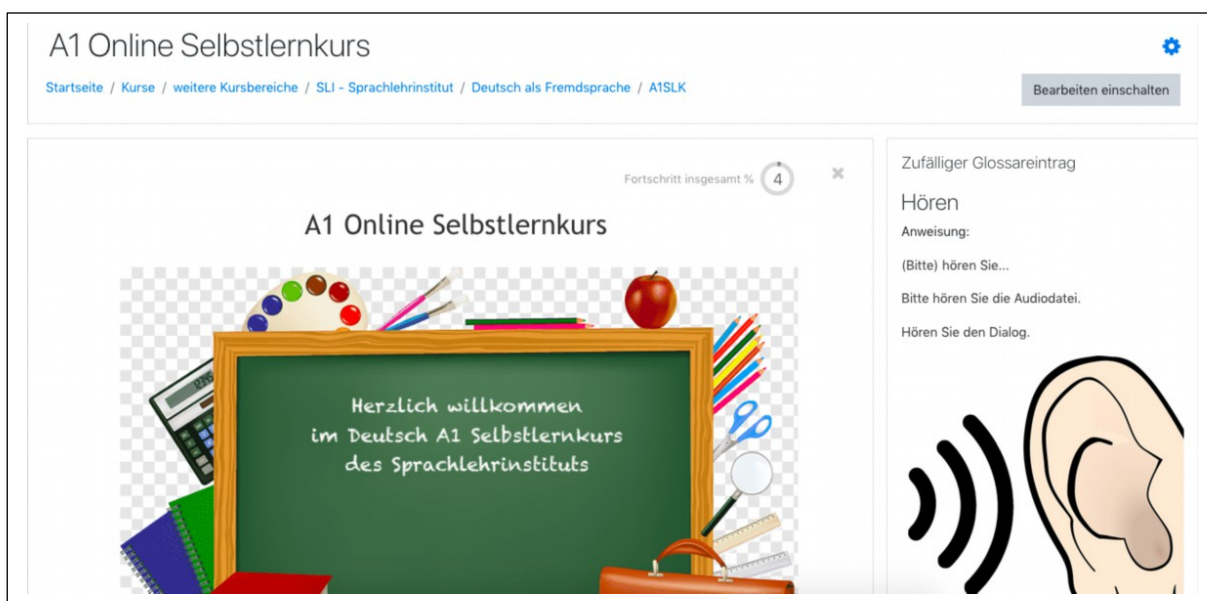 A1 Online Selbstlernkurs
Startseite / Kurse / weitere Kursbereiche / SLI - Sprachlehrinstitut / Deutsch als Fremdsprache / A1SLK
Bearbeiten einschalten
Fortschritt insgesamt % 4
A1 Online Selbstlernkurs
Herzlich willkommen
im Deutsch A1 Selbstlernkurs
des Sprachlehrinstituts
Zufälliger Glossareintrag
Hören
Anweisung:
(Bitte) hören Sie...
Bitte hören Sie die Audiodatei.
Hören Sie den Dialog.